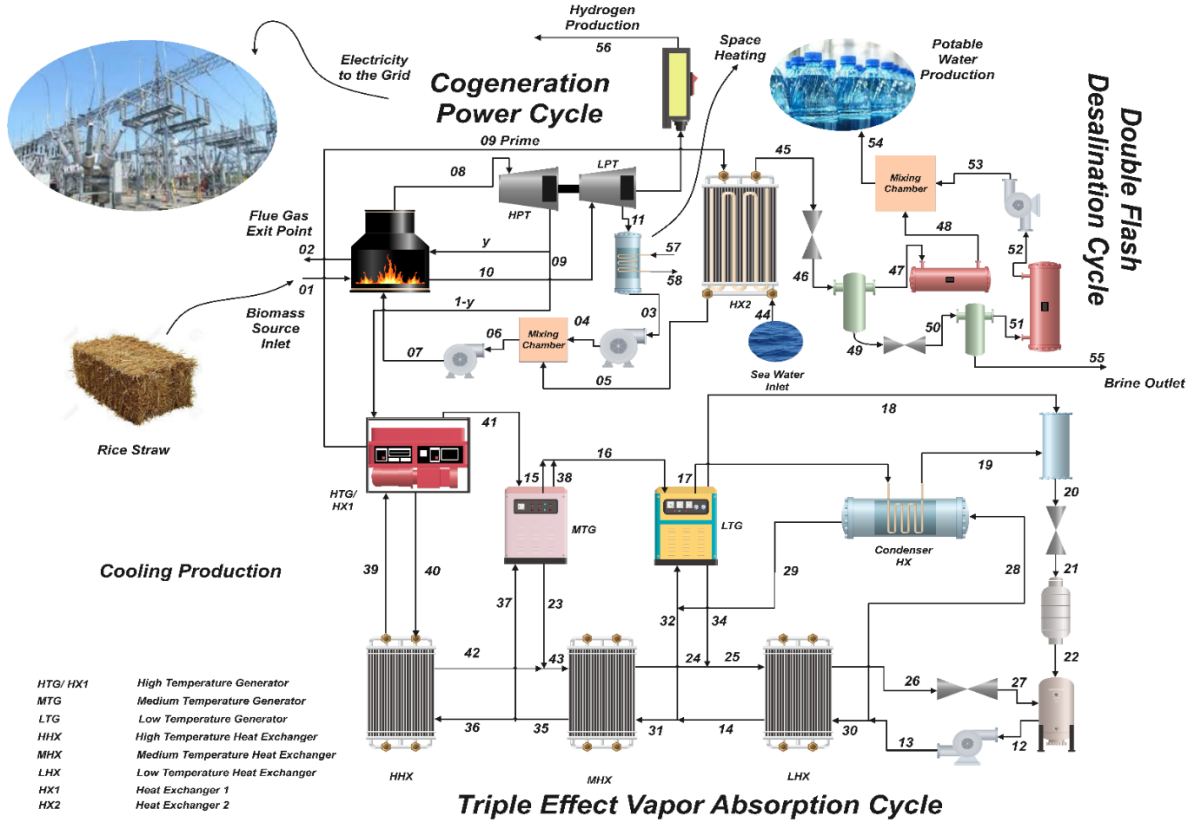 Hydrogen
Production
56
Space
Heating
Potable
Water
Production
Electricity
to the Grid
Cogeneration
Power Cycle
Double Flash
Desalination Cycle
09 Prime
45
54
53
08
LPT
HPT
Mixing
Chamber
Flue Gas
Exit Point
02
01
Biomass
Source
Inlet
y
09
10
1-y
11
57
58
46
47
48
52
HX2
44
03
04
Mixing
Chamber
06
07
05
49
50
51
55
Sea Water
Inlet
Brine Outlet
Rice Straw
41
HTG/
HX1
15
38
16
MTG
17
LTG
18
19
Condenser
HX
20
21
22
28
29
Cooling Production
39
40
37
23
32
34
42
43
24
25
26
27
36
35
31
14
30
13
12
HHX
MHX
LHX
HTG/ HX1 High Temperature Generator
MTG Medium Temperature Generator
LTG Low Temperature Generator
HHX High Temperature Heat Exchanger
MHX Medium Temperature Heat Exchanger
LHX Low Temperature Heat Exchanger
HX1 Heat Exchanger 1
HX2 Heat Exchanger 2
Triple Effect Vapor Absorption Cycle